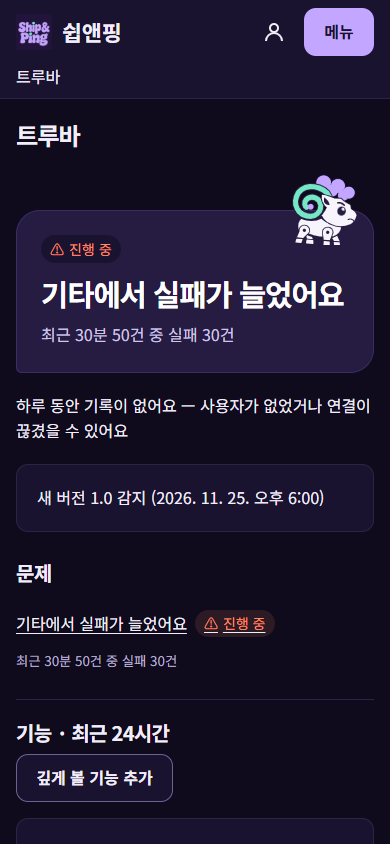 Ship&
Ping
쉽앤핑
메뉴
트루바
트루바
진행 중
기타에서 실패가 늘었어요
최근 30분 50건 중 실패 30건
하루 동안 기록이 없어요 — 사용자가 없었거나 연결이
끊겼을 수 있어요
새 버전 1.0 감지 (2026. 11. 25. 오후 6:00)
문제
기타에서 실패가 늘었어요 진행 중
최근 30분 50건 중 실패 30건
기능 · 최근 24시간
깊게 볼 기능 추가